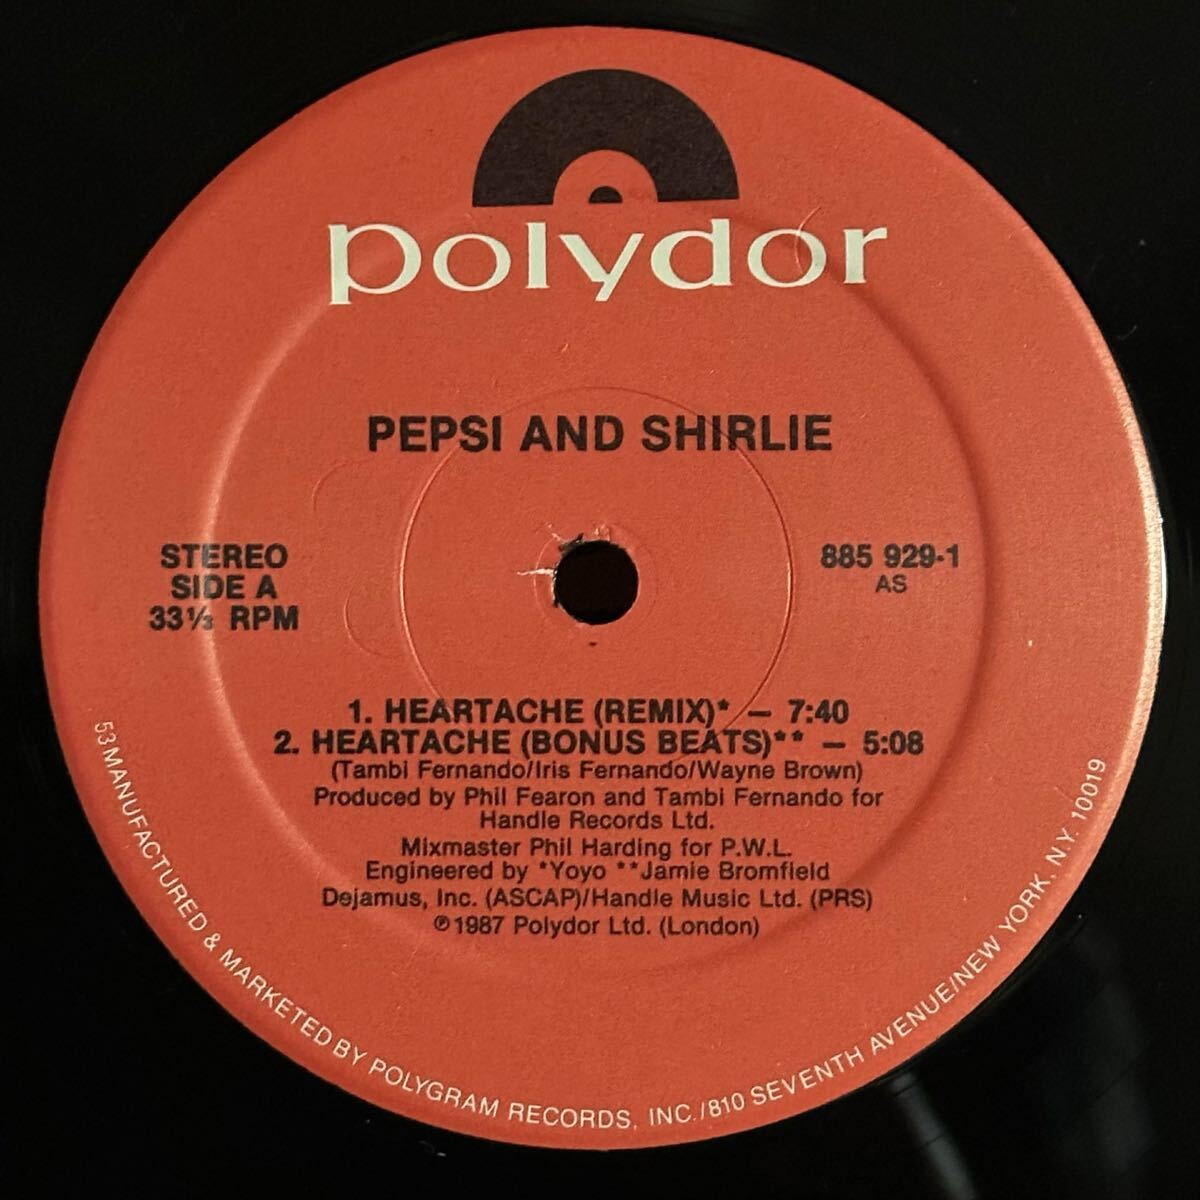 polydor
PEPSI AND SHIRLIE
STEREO
SIDE A
33⅓ RPM
885 929-1
AS
1. HEARTACHE (REMIX)* — 7:40
2. HEARTACHE (BONUS BEATS)** — 5:08
(Tambi Fernando/Iris Fernando/Wayne Brown)
Produced by Phil Fearon and Tambi Fernando for
Handle Records Ltd.
Mixmaster Phil Harding for P.W.L.
Engineered by *Yoyo **Jamie Bromfield
Dejamus, Inc. (ASCAP)/Handle Music Ltd. (PRS)
℗1987 Polydor Ltd. (London)
53 MANUFACTURED & MARKETED BY POLYGRAM RECORDS, INC./810 SEVENTH AVENUE/NEW YORK, N.Y. 10019